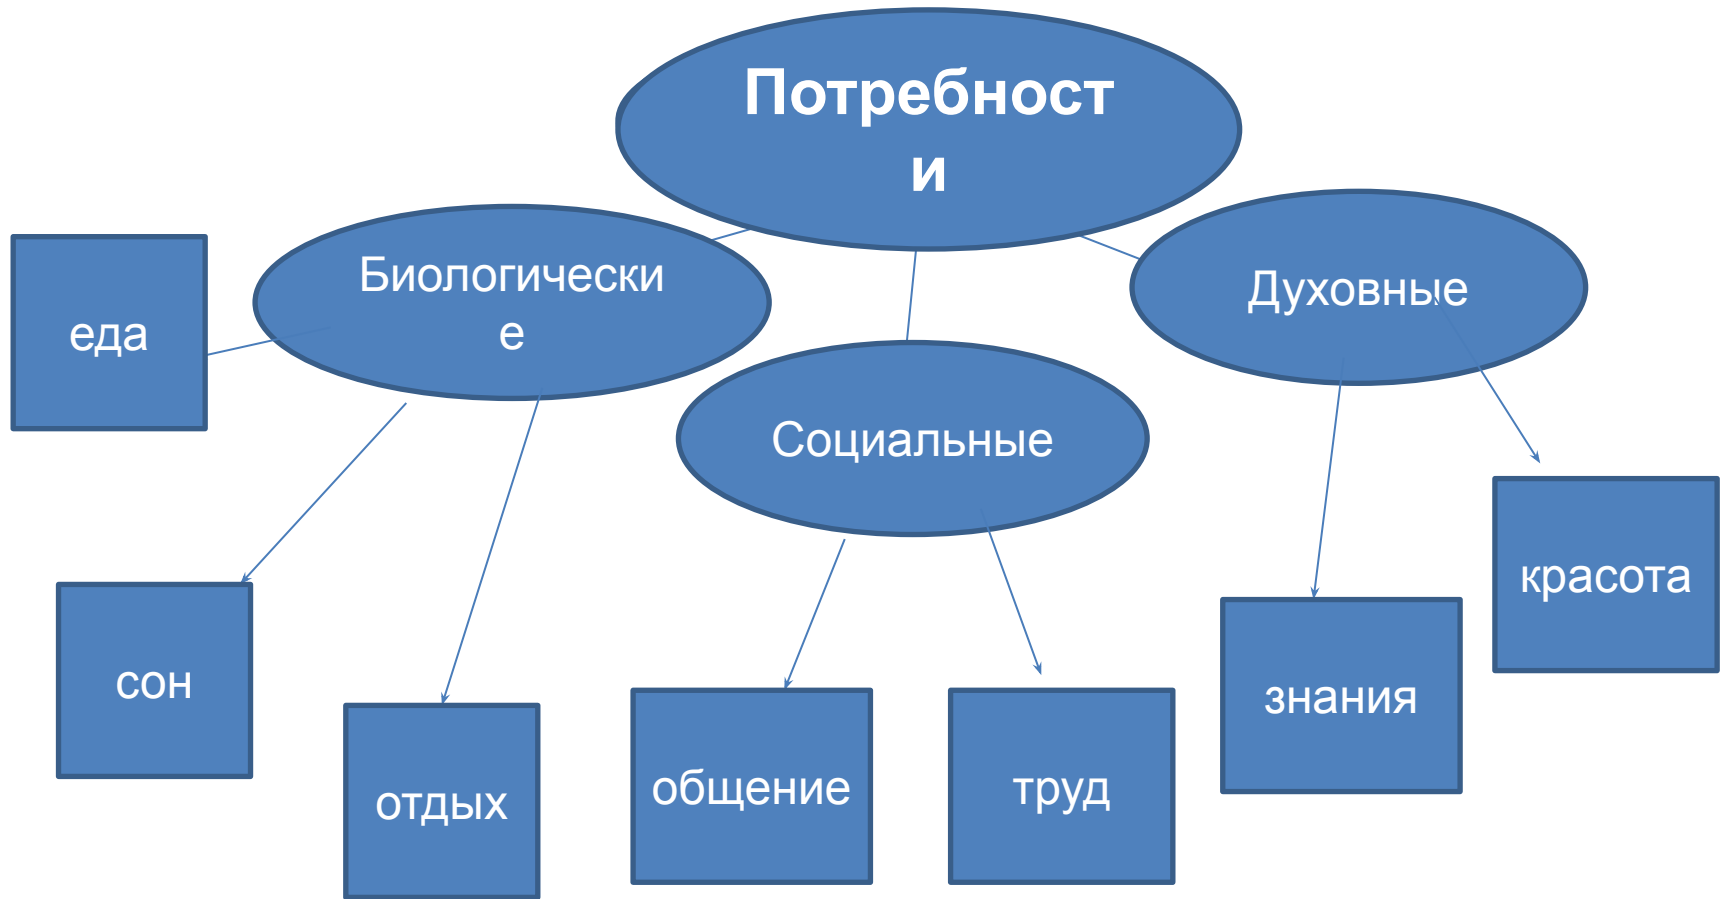 Потребност
и
Биологически
е
Духовные
еда
Социальные
красота
сон
знания
отдых
общение
труд